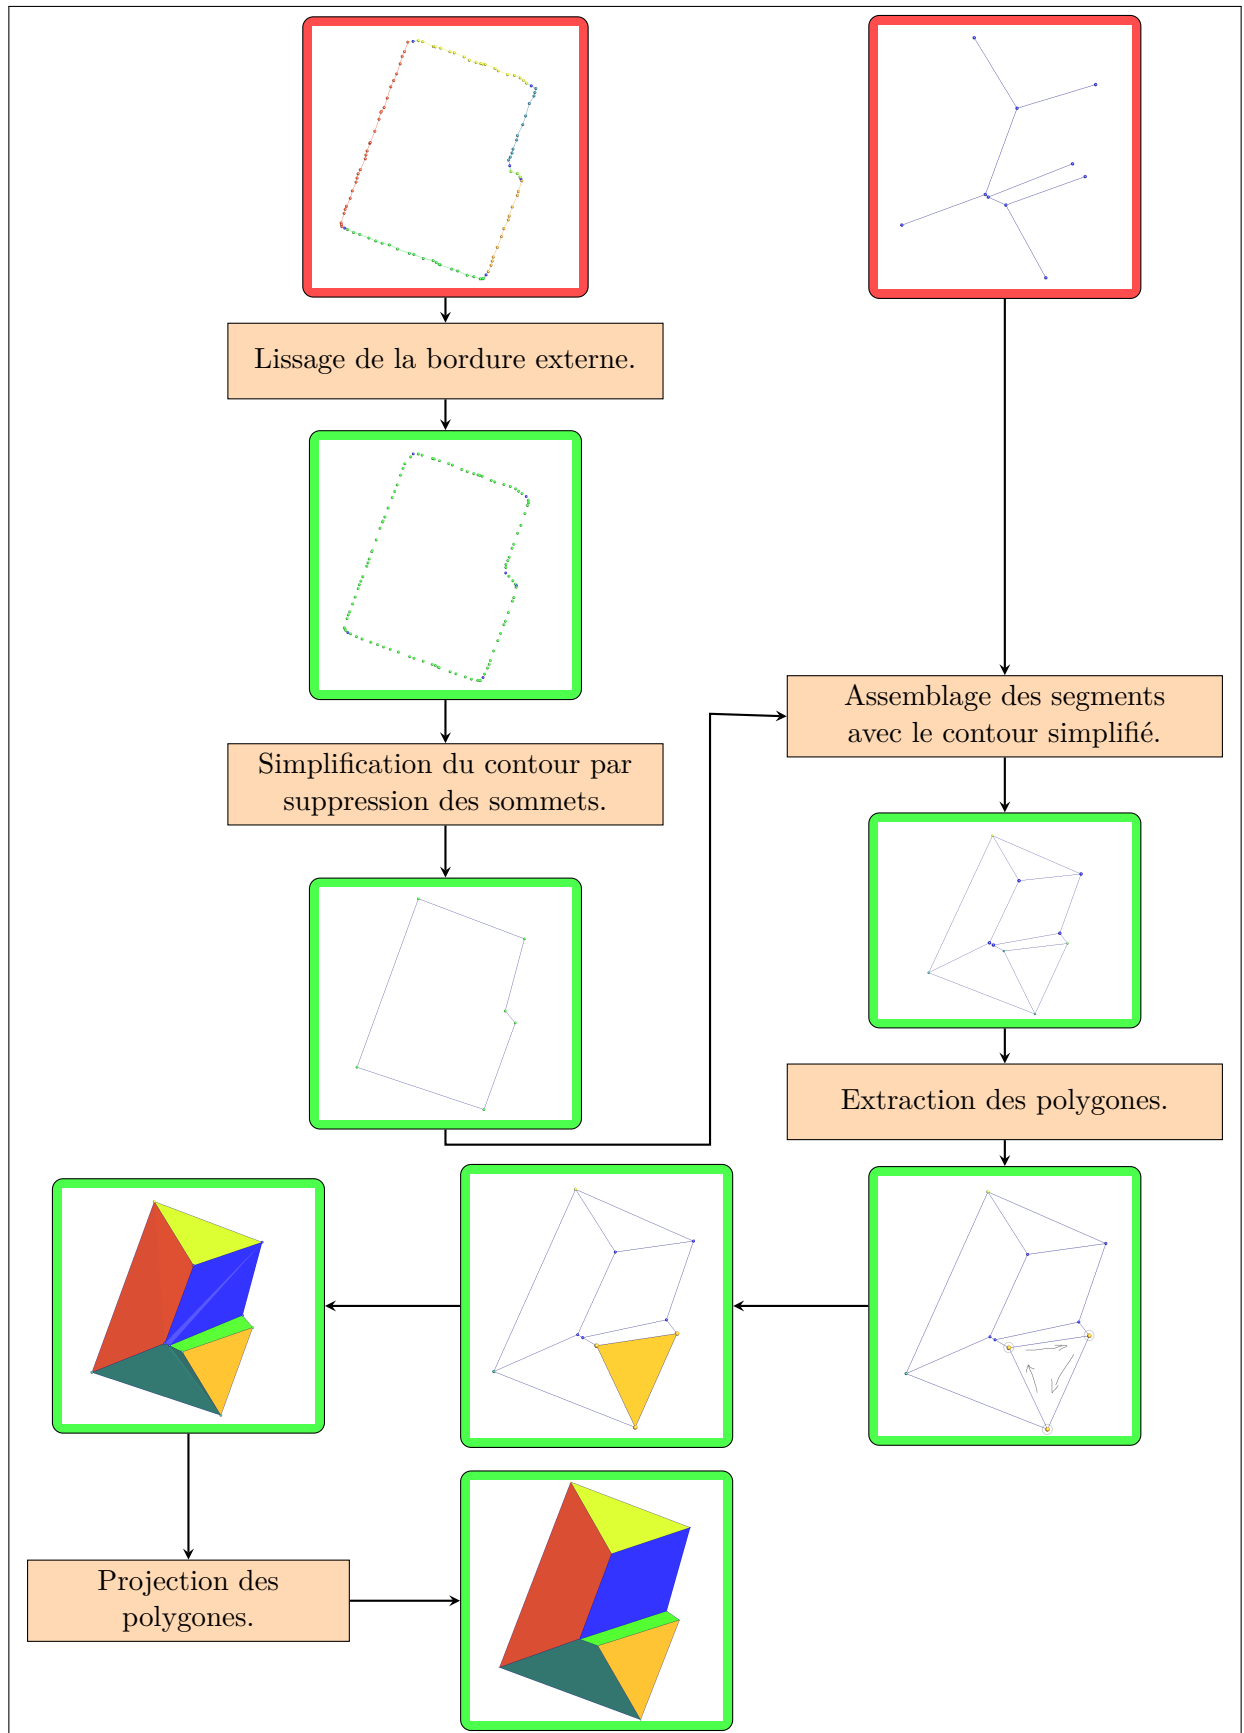 Lissage de la bordure externe.
Simplification du contour par
suppression des sommets.
Assemblage des segments
avec le contour simplifié.
Extraction des polygones.
Projection des
polygones.